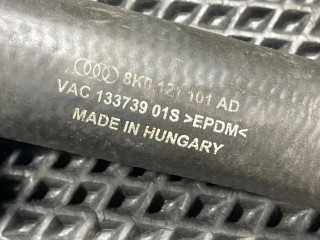 8K0 121 101 AD
VAC 133739 01S >EPDM<
MADE IN HUNGARY